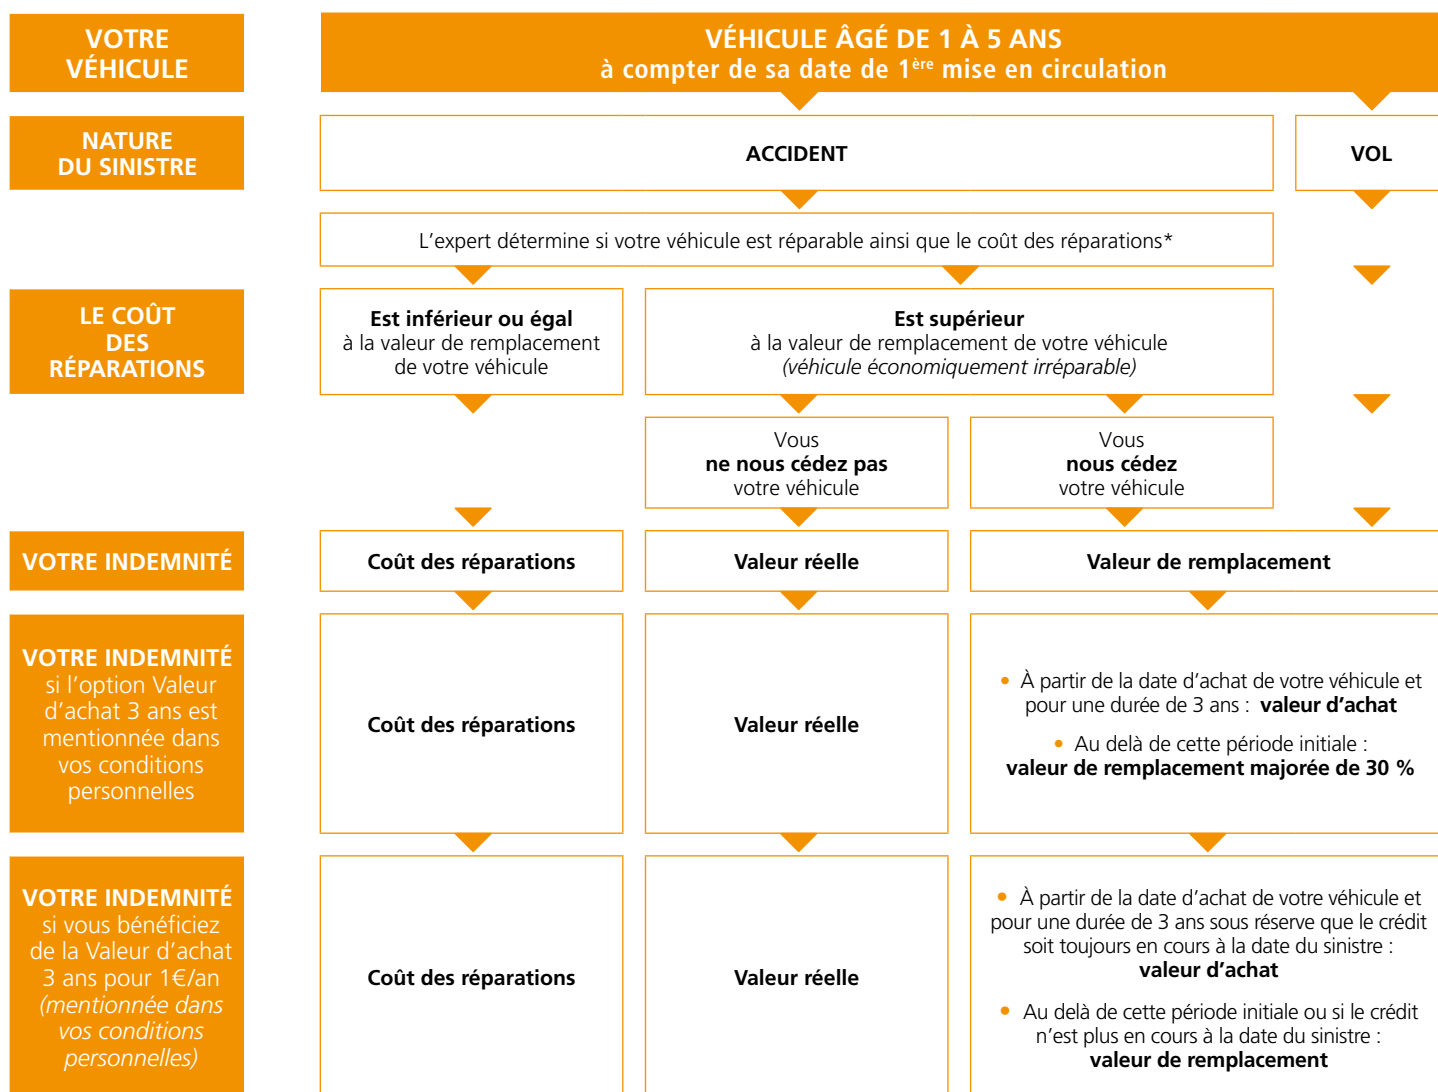 VOTRE
VÉHICULE
VÉHICULE ÂGÉ DE 1 À 5 ANS
à compter de sa date de 1ère mise en circulation
NATURE
DU SINISTRE
ACCIDENT
VOL
L'expert détermine si votre véhicule est réparable ainsi que le coût des réparations*
LE COÛT
DES
RÉPARATIONS
Est inférieur ou égal
à la valeur de remplacement
de votre véhicule
Est supérieur
à la valeur de remplacement de votre véhicule
(véhicule économiquement irréparable)
Vous
ne nous cédez pas
votre véhicule
Vous
nous cédez
votre véhicule
VOTRE INDEMNITÉ
Coût des réparations
Valeur réelle
Valeur de remplacement
VOTRE INDEMNITÉ
si l'option Valeur
d'achat 3 ans est
mentionnée dans
vos conditions
personnelles
Coût des réparations
Valeur réelle
• À partir de la date d'achat de votre véhicule et
pour une durée de 3 ans : valeur d'achat
• Au delà de cette période initiale :
valeur de remplacement majorée de 30 %
VOTRE INDEMNITÉ
si vous bénéficiez
de la Valeur d'achat
3 ans pour 1€/an
(mentionnée dans
vos conditions
personnelles)
Coût des réparations
Valeur réelle
• À partir de la date d'achat de votre véhicule et
pour une durée de 3 ans sous réserve que le crédit
soit toujours en cours à la date du sinistre :
valeur d'achat
• Au delà de cette période initiale ou si le crédit
n'est plus en cours à la date du sinistre :
valeur de remplacement